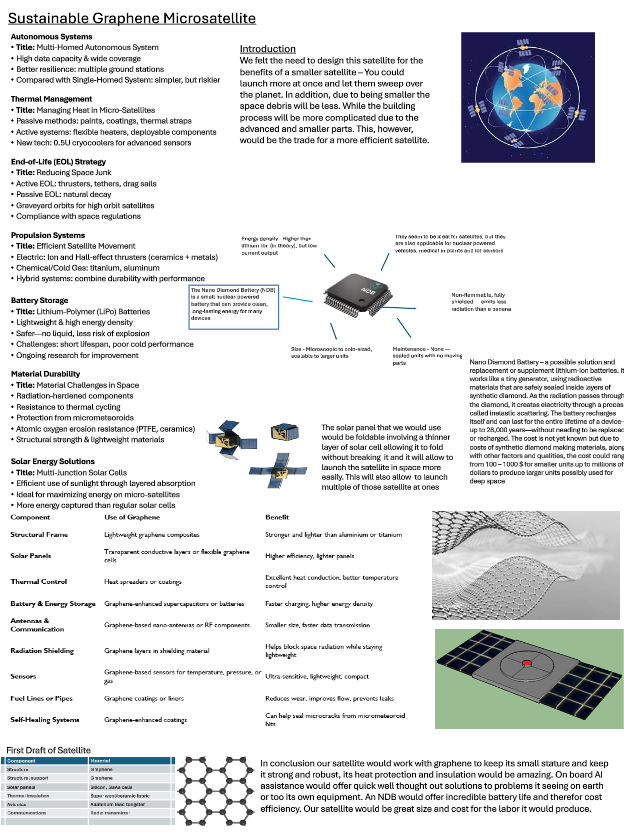 Sustainable Graphene Microsatellite
Autonomous Systems
• Title: Multi-Homed Autonomous System
• High data capacity & wide coverage
• Better resilience: multiple ground stations
• Compared with Single-Homed System: simpler, but riskier
Thermal Management
• Title: Managing Heat in Micro-Satellites
• Passive methods: paints, coatings, thermal straps
• Active systems: flexible heaters, deployable components
• New tech: 0.5U cryocoolers for advanced sensors
End-of-Life (EOL) Strategy
• Title: Reducing Space Junk
• Active EOL: thrusters, tethers, drag sails
• Passive EOL: natural decay
• Graveyard orbits for high orbit satellites
• Compliance with space regulations
Propulsion Systems
• Title: Efficient Satellite Movement
• Electric: Ion and Hall-effect thrusters (ceramics + metals)
• Chemical/Cold Gas: titanium, aluminum
• Hybrid systems: combine durability with performance
Battery Storage
• Title: Lithium-Polymer (LiPo) Batteries
• Lightweight & high energy density
• Safer—no liquid, less risk of explosion
• Challenges: short lifespan, poor cold performance
• Ongoing research for improvement
Material Durability
• Title: Material Challenges in Space
• Radiation-hardened components
• Resistance to thermal cycling
• Protection from micrometeoroids
• Atomic oxygen erosion resistance (PTFE, ceramics)
• Structural strength & lightweight materials
Solar Energy Solutions
• Title: Multi-Junction Solar Cells
• Efficient use of sunlight through layered absorption
• Ideal for maximizing energy on micro-satellites
• More energy captured than regular solar cells
Introduction
We felt the need to design this satellite for the
benefits of a smaller satellite – You could
launch more at once and let them sweep over
the planet. In addition, due to being smaller the
space debris will be less. While the building
process will be more complicated due to the
advanced and smaller parts. This, however,
would be the trade for a more efficient satellite.
Energy density - Higher than
lithium ion (in theory), but low
current output
They seem to be ideal for satellites, but they
are also applicable for nuclear powered
vehicles, medical implants and for sensors
The Nano Diamond Battery (NDB)
is a small nuclear powered
battery that can provide clean,
long-lasting energy for many
devices
NDB
Non-flammable, fully
shielded emits less
radiation than a banana
Size - Microscopic to coin-sized,
scalable to larger units
Maintenance - None —
sealed units with no moving
parts
Nano Diamond Battery – a possible solution and
replacement or supplement lithium-ion batteries. It
works like a tiny generator, using radioactive
materials that are safely sealed inside layers of
synthetic diamond. As the radiation passes through
the diamond, it creates electricity through a process
called inelastic scattering. The battery recharges
itself and can last for the entire lifetime of a device–
up to 28,000 years—without needing to be replaced
or recharged. The cost is not yet known but due to
costs of synthetic diamond making materials, along
with other factors and qualities, the cost could range
from 100 – 1000 $ for smaller units up to millions of
dollars to produce larger units possibly used for
deep space
The solar panel that we would use
would be foldable involving a thinner
layer of solar cell allowing it to fold
without breaking it and it will allow to
launch the satellite in space more
easily. This will also allow to launch
multiple of those satellite at ones
Component Use of Graphene Benefit
Structural Frame Lightweight graphene composites Stronger and lighter than aluminium or titanium
Solar Panels Transparent conductive layers or flexible graphene cells Higher efficiency, lighter panels
Thermal Control Heat spreaders or coatings Excellent heat conduction, better temperature control
Battery & Energy Storage Graphene-enhanced supercapacitors or batteries Faster charging, higher energy density
Antennas & Communication Graphene-based nano-antennas or RF components Smaller size, faster data transmission
Radiation Shielding Graphene layers in shielding material Helps block space radiation while staying lightweight
Sensors Graphene-based sensors for temperature, pressure, or gas Ultra-sensitive, lightweight, compact
Fuel Lines or Pipes Graphene coatings or liners Reduces wear, improves flow, prevents leaks
Self-Healing Systems Graphene-enhanced coatings Can help seal microcracks from micrometeoroid hits
First Draft of Satellite
Component Material
Structure Graphene
Structural support Graphene
Solar panel Silicon, GaAs cells
Thermal insulation
Avionics
Communications
In conclusion our satellite would work with graphene to keep its small stature and keep
it strong and robust, its heat protection and insulation would be amazing. On board AI
assistance would offer quick well thought out solutions to problems it seeing on earth
or too its own equipment. An NDB would offer incredible battery life and therefor cost
efficiency. Our satellite would be great size and cost for the labor it would produce.